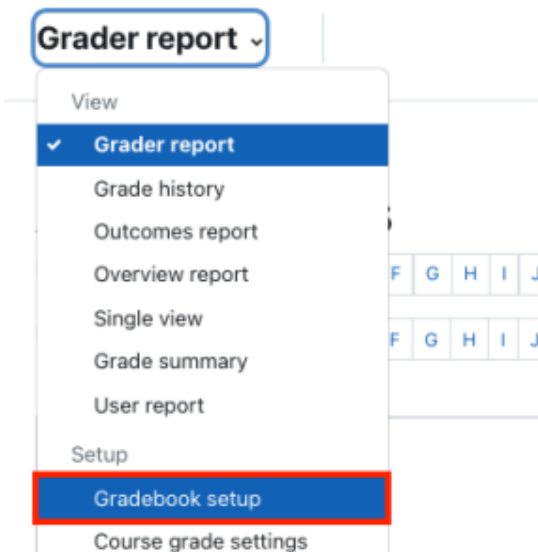 Grader report
View
Grader report
Grade history
Outcomes report
Overview report
F G H I J
Single view
F G H I J
Grade summary
User report
Setup
Gradebook setup
Course grade settings